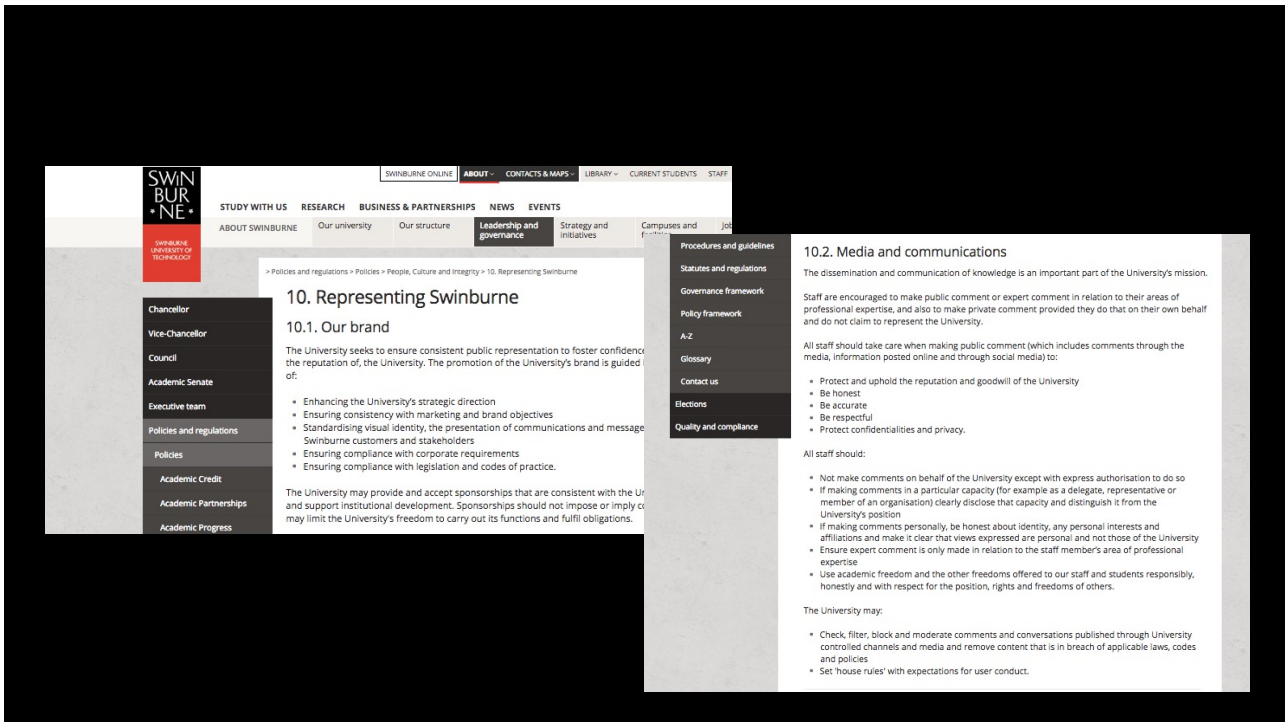 SWIN
BUR
* NE *
SWINBURNE
UNIVERSITY OF
TECHNOLOGY
SWINBURNE ONLINE
ABOUT
CONTACTS & MAPS
LIBRARY
CURRENT STUDENTS
STAFF
STUDY WITH US
RESEARCH
BUSINESS & PARTNERSHIPS
NEWS
EVENTS
ABOUT SWINBURNE
Our university
Our structure
Leadership and
governance
Strategy and
initiatives
Campuses and
> Policies and regulations > Policies > People, Culture and Integrity > 10. Representing Swinburne
Chancellor
Vice-Chancellor
Council
Academic Senate
Executive team
Policies and regulations
Policies
Academic Credit
Academic Partnerships
Academic Progress
10. Representing Swinburne
10.1. Our brand
The University seeks to ensure consistent public representation to foster confidence
the reputation of, the University. The promotion of the University's brand is guided
of:
• Enhancing the University's strategic direction
• Ensuring consistency with marketing and brand objectives
• Standardising visual identity, the presentation of communications and message
Swinburne customers and stakeholders
• Ensuring compliance with corporate requirements
• Ensuring compliance with legislation and codes of practice.
The University may provide and accept sponsorships that are consistent with the
and support institutional development. Sponsorships should not impose or imply
may limit the University's freedom to carry out its functions and fulfil obligations.
Procedures and guidelines
Statutes and regulations
Governance framework
Policy framework
A-Z
Glossary
Contact us
Elections
Quality and compliance
10.2. Media and communications
The dissemination and communication of knowledge is an important part of the University's mission.
Staff are encouraged to make public comment or expert comment in relation to their areas of
professional expertise, and also to make private comment provided they do that on their own behalf
and do not claim to represent the University.
All staff should take care when making public comment (which includes comments through the
media, information posted online and through social media) to:
• Protect and uphold the reputation and goodwill of the University
• Be honest
• Be accurate
• Be respectful
• Protect confidentialities and privacy.
All staff should:
• Not make comments on behalf of the University except with express authorisation to do so
• If making comments in a particular capacity (for example as a delegate, representative or
member of an organisation) clearly disclose that capacity and distinguish it from the
University's position
• If making comments personally, be honest about identity, any personal interests and
affiliations and make it clear that views expressed are personal and not those of the University
• Ensure expert comment is only made in relation to the staff member's area of professional
expertise
• Use academic freedom and the other freedoms offered to our staff and students responsibly,
honestly and with respect for the position, rights and freedoms of others.
The University may:
• Check, filter, block and moderate comments and conversations published through University
controlled channels and media and remove content that is in breach of applicable laws, codes
and policies
• Set 'house rules' with expectations for user conduct.